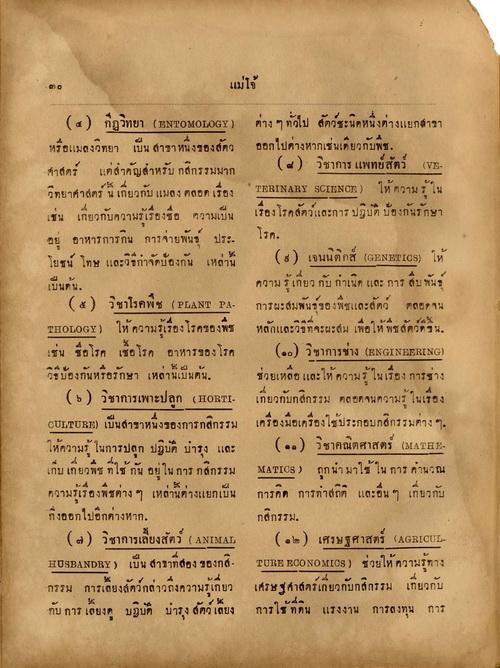 ๓๐
แม่โจ้
(๔) กีฏวิทยา (ENTOMOLOGY)
หรือแมลงวิทยา เป็นสาขาหนึ่งของสัตว
ศาสตร์ แต่สำคัญสำหรับกสิกรรมมาก
วิทยาศาสตร์นี้เกี่ยวกับแมลงตลอดเรื่อง
เช่น เกี่ยวกับความรู้เรื่องชื่อ ความเป็น
อยู่ อาหารการกิน การจ่ายพันธุ์ ประ-
โยชน์ โทษ และวิธีกำจัดป้องกัน เหล่านี้
เป็นต้น.
(๕) วิชาโรคพืช (PLANT PA-
THOLOGY) ให้ความรู้เรื่องโรคของพืช
เช่น ชื่อโรค เชื้อโรค อาหารของโรค
วิธีป้องกันหรือรักษา เหล่านี้เป็นต้น.
(๖) วิชาการเพาะปลูก (HORTI-
CULTURE) เป็นสาขาหนึ่งของการกสิกรรม
ให้ความรู้ในการปลูก ปฏิบัติ บำรุง และ
เก็บเกี่ยวพืชที่ใช้กันอยู่ในการกสิกรรม
ความรู้เรื่องพืชต่างๆ เหล่านี้ต่างแยกเป็น
กิ่งออกไปอีกต่างหาก.
(๗) วิชาการเลี้ยงสัตว์ (ANIMAL
HUSBANDRY) เป็นสาขาที่สองของกสิ-
กรรม การเลี้ยงสัตว์กล่าวถึงความรู้เกี่ยว
กับการเลี้ยงดู ปฏิบัติ บำรุงสัตว์เลี้ยง
ต่างๆทั่วไป สัตว์ชะนิดหนึ่งต่างแยกสาขา
ออกไปต่างหากเช่นเดียวกับพืช.
(๘) วิชาการแพทย์สัตว์ (VE-
TERINARY SCIENCE) ให้ความรู้ใน
เรื่องโรคสัตว์และการปฏิบัติป้องกันรักษา
โรค.
(๙) เจนนิติกส์ (GENETICS) ให้
ความรู้เกี่ยวกับกำเนิดและการสืบพันธุ์
การผะสมพันธุ์ของพืชและสัตว์ ตลอดจน
หลักและวิธีที่จะผะสม เพื่อให้พืชสัตว์ดีขึ้น.
(๑๐) วิชาการช่าง (ENGINEERING)
ช่วยเหลือและให้ความรู้ในเรื่องการช่าง
เกี่ยวกับกสิกรรม ตลอดจนความรู้ในเรื่อง
เครื่องมือเครื่องใช้ประกอบกสิกรรมต่างๆ.
(๑๑) วิชาคณิตศาสตร์ (MATHE-
MATICS) ถูกนำมาใช้ในการคำนวณ
การคิด การทำสถิติ และอื่นๆ เกี่ยวกับ
กสิกรรม.
(๑๒) เศรษฐศาสตร์ (AGRICUL-
TURE ECONOMICS) ช่วยให้ความรู้ทาง
เศรษฐศาสตร์เกี่ยวกับกสิกรรม เกี่ยวกับ
การใช้ที่ดิน แรงงาน การลงทุน การ